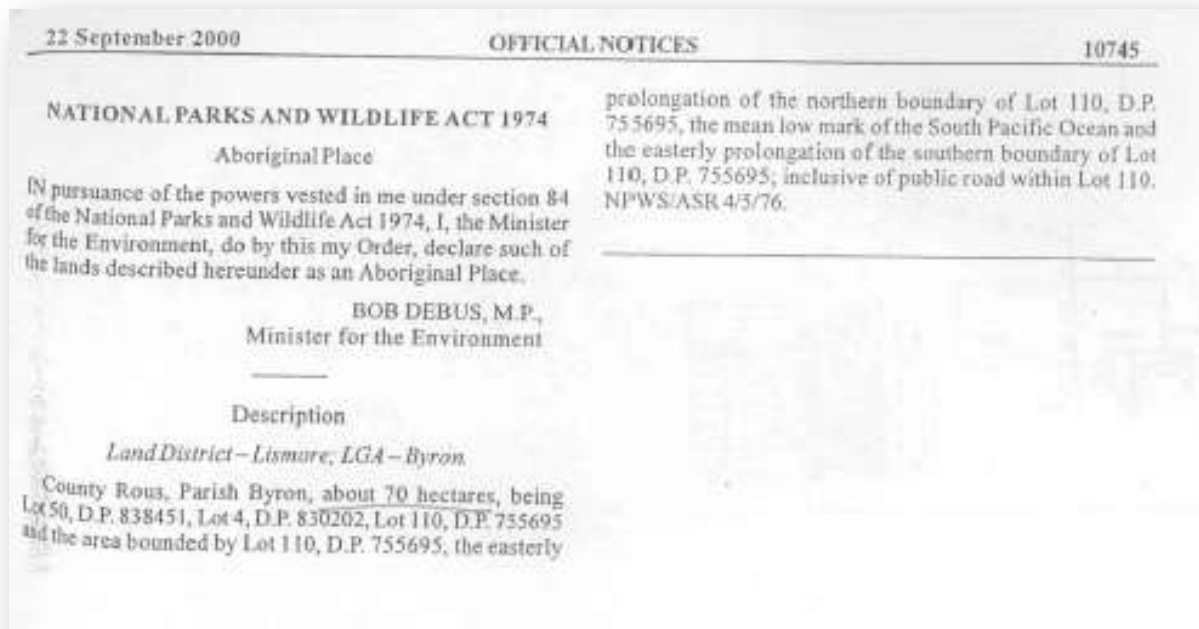 22 September 2000 OFFICIAL NOTICES 10745
NATIONAL PARKS AND WILDLIFE ACT 1974
Aboriginal Place
IN pursuance of the powers vested in me under section 84
of the National Parks and Wildlife Act 1974, I, the Minister
for the Environment, do by this my Order, declare such of
the lands described hereunder as an Aboriginal Place.
BOB DEBUS, M.P.,
Minister for the Environment
Description
Land District – Lismore, LGA – Byron
County Rous, Parish Byron, about 70 hectares, being
Lot 50, D.P. 838451, Lot 4, D.P. 830202, Lot 110, D.P. 755695
and the area bounded by Lot 110, D.P. 755695, the easterly
prolongation of the northern boundary of Lot 110, D.P.
755695, the mean low mark of the South Pacific Ocean and
the easterly prolongation of the southern boundary of Lot
110, D.P. 755695; inclusive of public road within Lot 110.
NPWS/ASR 4/3/76.